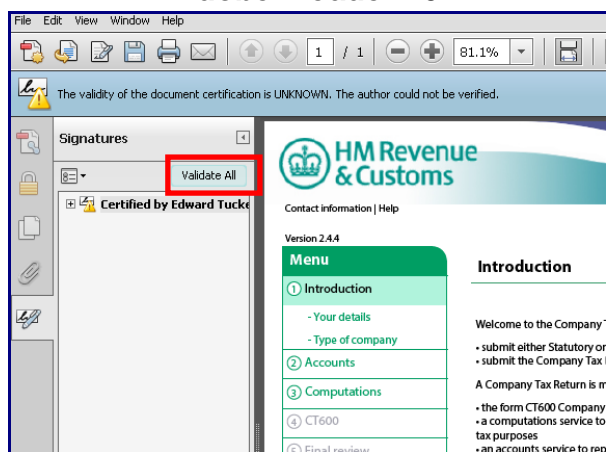 File Edit View Window Help
1 / 1 81.1%
The validity of the document certification is UNKNOWN. The author could not be verified.
Signatures
Validate All
Certified by Edward Tucke
HM Revenue
& Customs
Contact information | Help
Version 2.4.4
Menu
1 Introduction
- Your details
- Type of company
2 Accounts
3 Computations
4 CT600
5 Final review
Introduction
Welcome to the Company
• submit either Statutory or
• submit the Company Tax
A Company Tax Return is m
• the form CT600 Company
• a computations service to
tax purposes
• an accounts service to rep